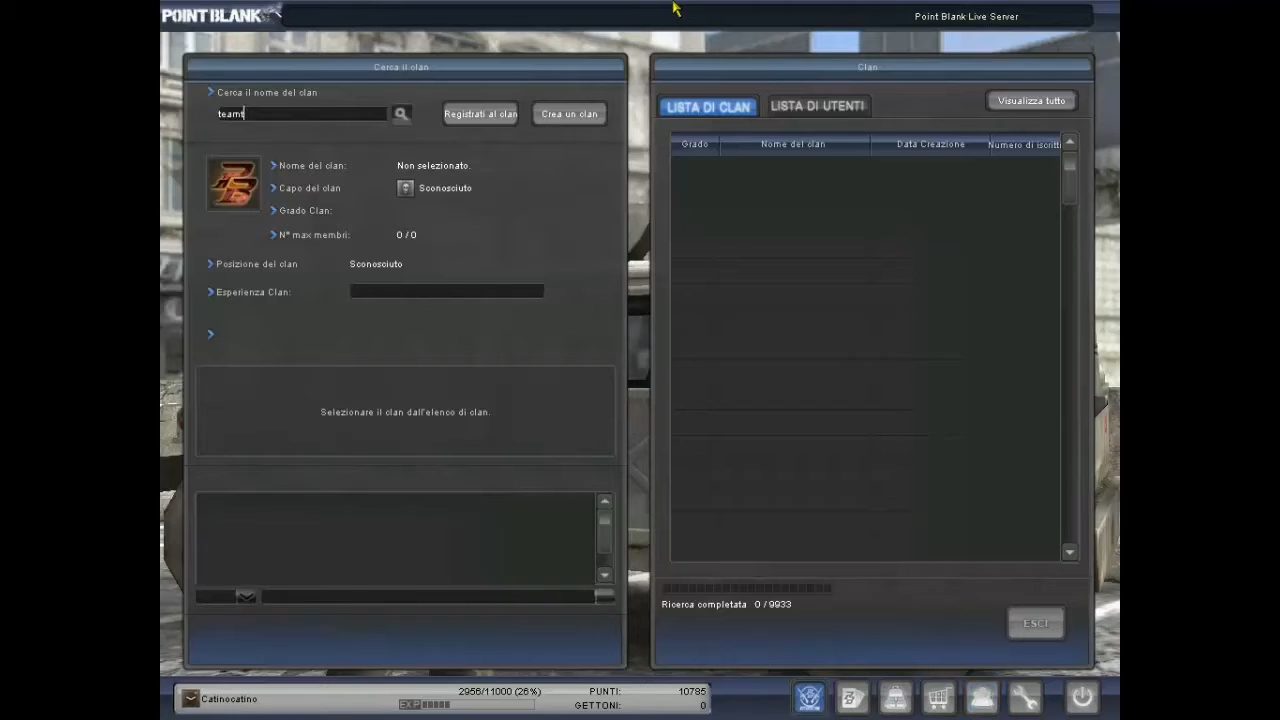 POINT BLANK
Point Blank Live Server
Cerca il clan
Cerca il nome del clan
teamt
Registrati al clan
Crea un clan
Nome del clan:
Non selezionato.
Capo del clan
Sconosciuto
Grado Clan:
N° max membri:
0 / 0
Posizione del clan
Sconosciuto
Esperienza Clan:
Selezionare il clan dall'elenco di clan.
Clan
LISTA DI CLAN
LISTA DI UTENTI
Visualizza tutto
Grado
Nome del clan
Data Creazione
Numero di iscritti
Ricerca completata 0 / 9933
ESCI
Catinocatino
2956/11000 (26%)
EXP
PUNTI: 10785
GETTONI: 0